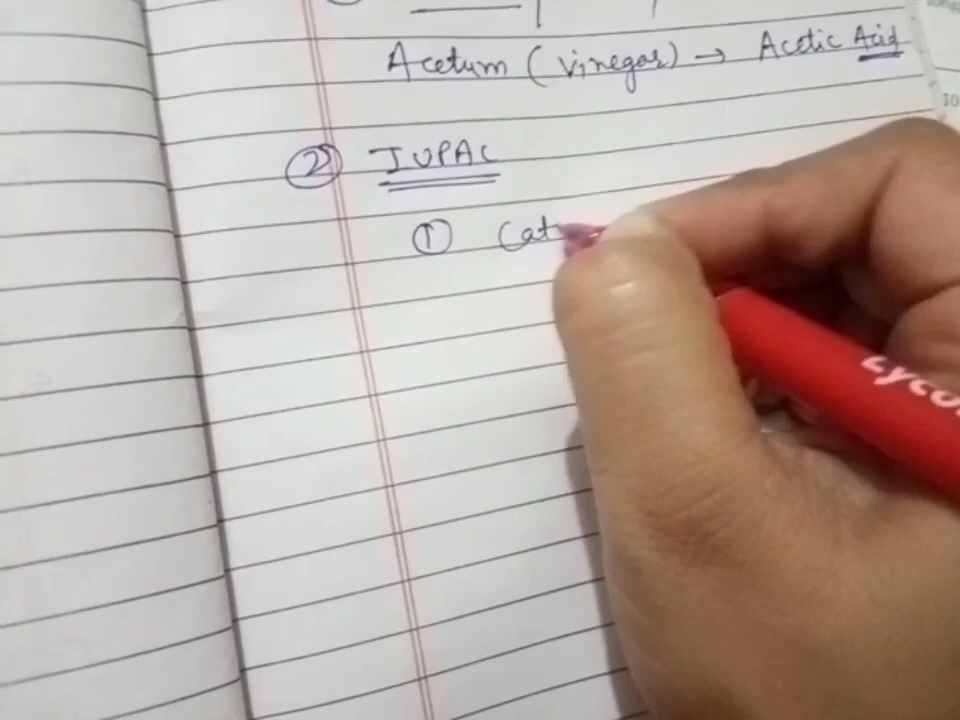 Acetum (Vinegar) → Acetic Acid
② IUPAC
① Cat